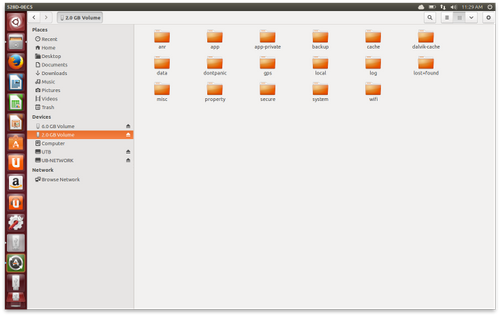 328D-0EC5
11:29 AM
2.0 GB Volume
Places
Recent
Home
Desktop
Documents
Downloads
Music
Pictures
Videos
Trash
Devices
6.0 GB Volume
2.0 GB Volume
Computer
UTB
UB-NETWORK
Network
Browse Network
anr app app-private backup cache dalvik-cache
data dontpanic gps local log lost+found
misc property secure system wifi